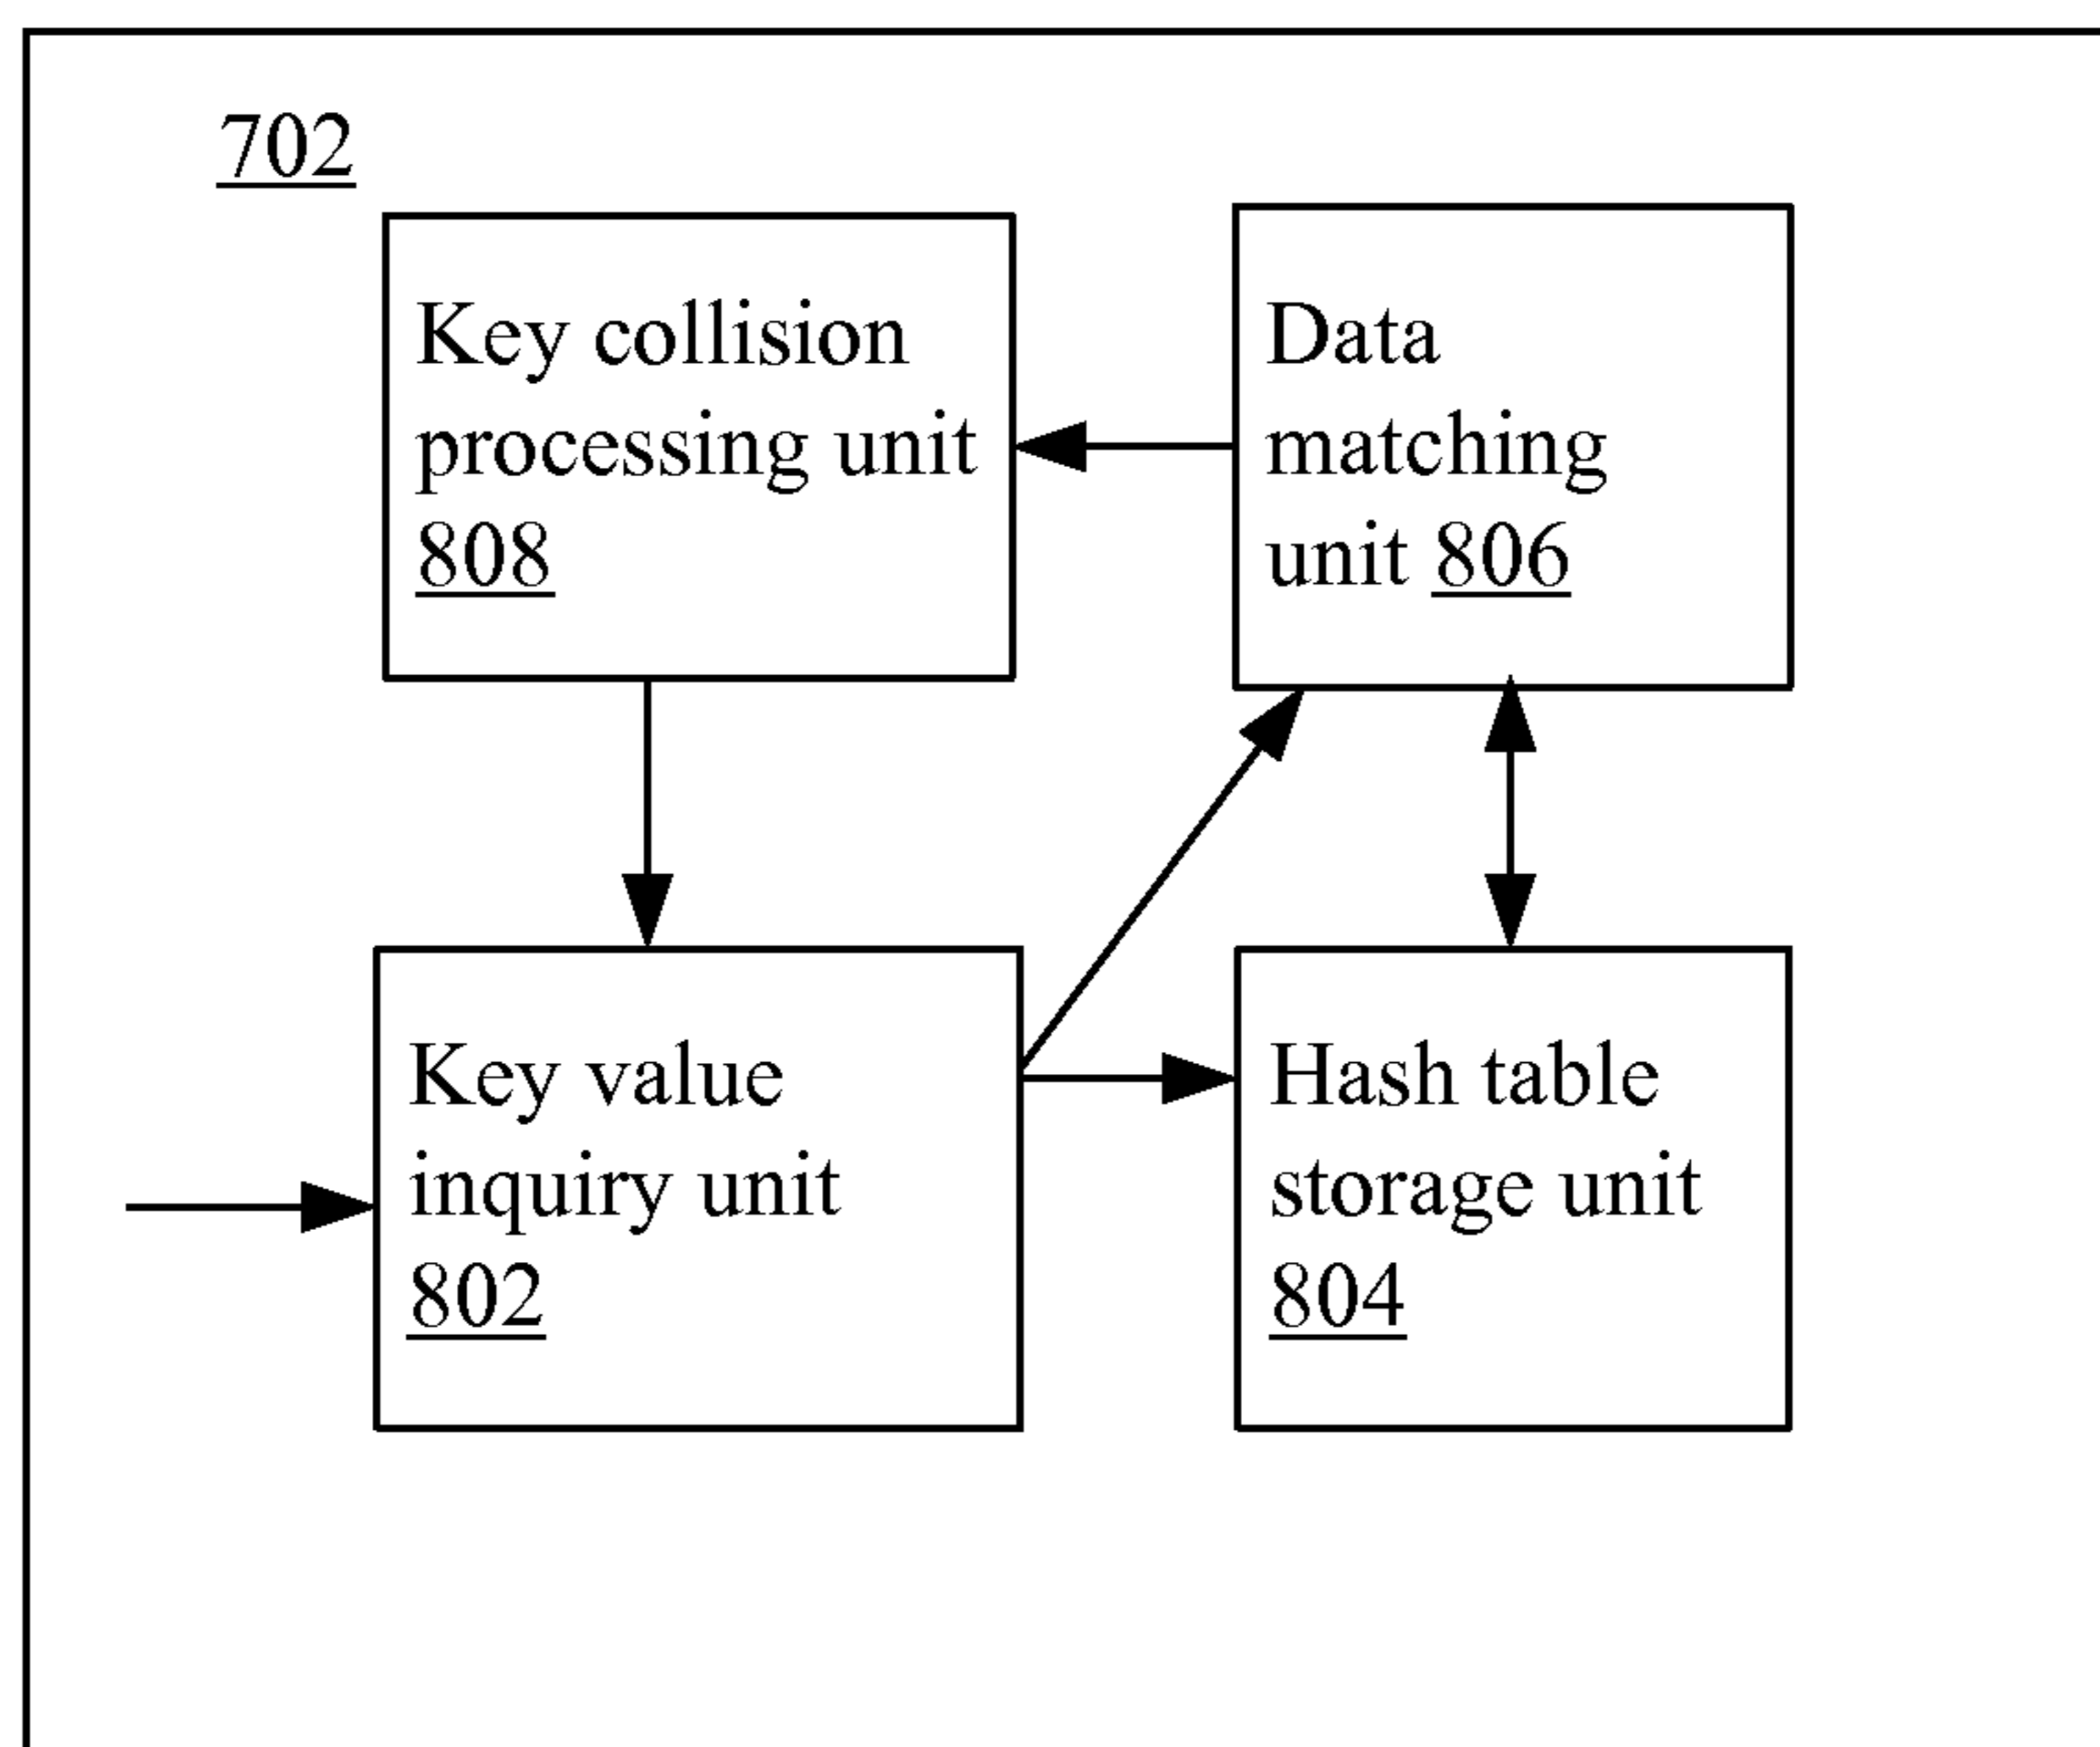 702
Key collision
processing unit
808
Data
matching
unit 806
Key value
inquiry unit
802
Hash table
storage unit
804